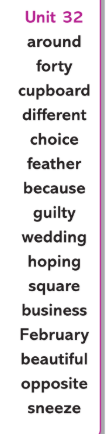 Unit 32
around
forty
cupboard
different
choice
feather
because
guilty
wedding
hoping
square
business
February
beautiful
opposite
sneeze